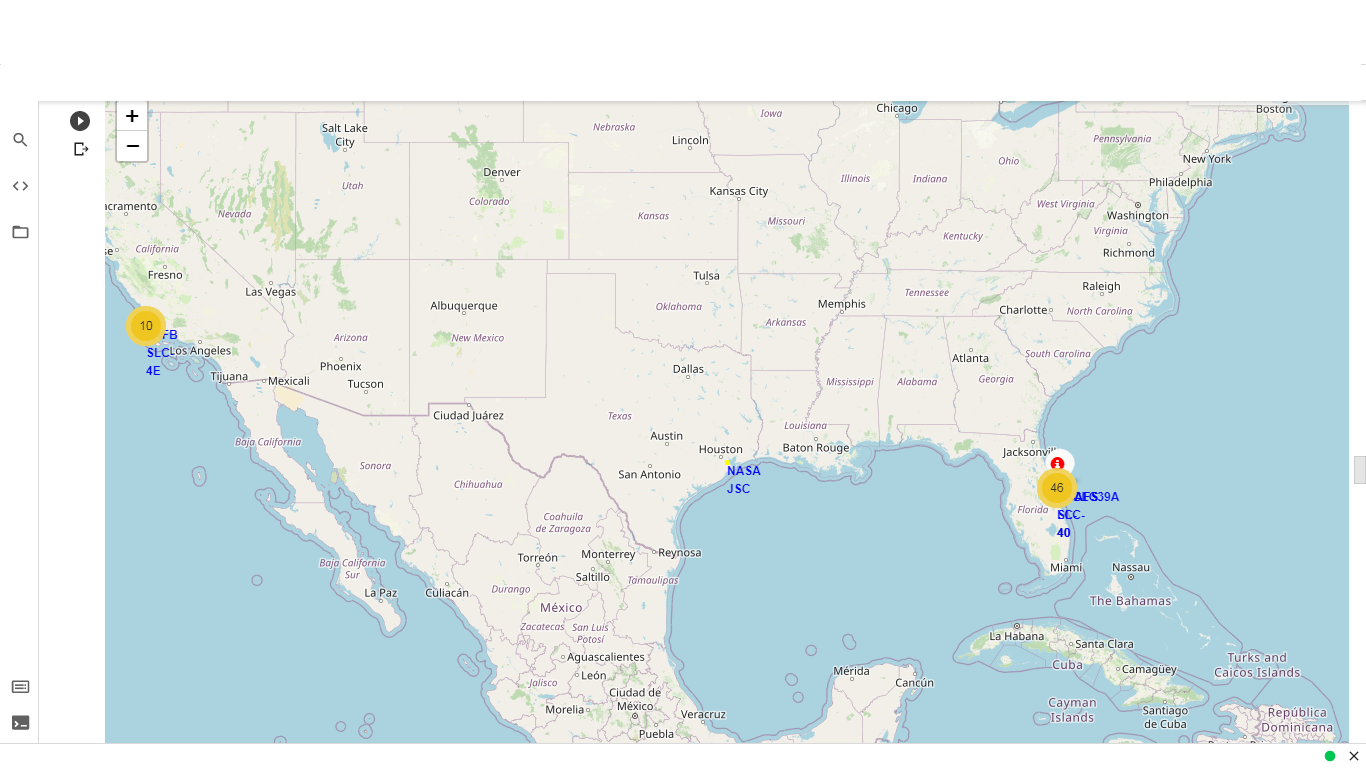 +
−
Chicago
Boston
Salt Lake
City
Nebraska
Lincoln
Iowa
Illinois
Indiana
Ohio
Pennsylvania
New York
Philadelphia
Utah
Denver
Colorado
Kansas City
Kansas
Missouri
West Virginia
Washington
Virginia
Richmond
Nevada
California
Fresno
Las Vegas
Kentucky
Tulsa
Raleigh
Albuquerque
Oklahoma
Memphis
Tennessee
Charlotte
North Carolina
10
FB
SLC-
4E
Los Angeles
Arizona
New Mexico
Arkansas
Atlanta
South Carolina
Phoenix
Tijuana
Mexicali
Tucson
Dallas
Mississippi
Alabama
Georgia
Ciudad Juárez
Texas
Louisiana
Austin
Houston
Baton Rouge
Baja California
Sonora
Chihuahua
San Antonio
NASA
JSC
46
39A
40
Florida
Coahuila
de Zaragoza
Reynosa
Torreón
Monterrey
Saltillo
Tamaulipas
Miami
Nassau
The Bahamas
Baja California
Sur
La Paz
Culiacán
Durango
México
Zacatecas
San Luis
Potosí
La Habana
Santa Clara
Cuba
Camagüey
Turks and
Caicos Islands
Aguascalientes
León
Jalisco
Mérida
Cancún
Ciudad de
México
Morelia
Veracruz
Puebla
Cayman
Islands
Santiago
de Cuba
República
Dominicana